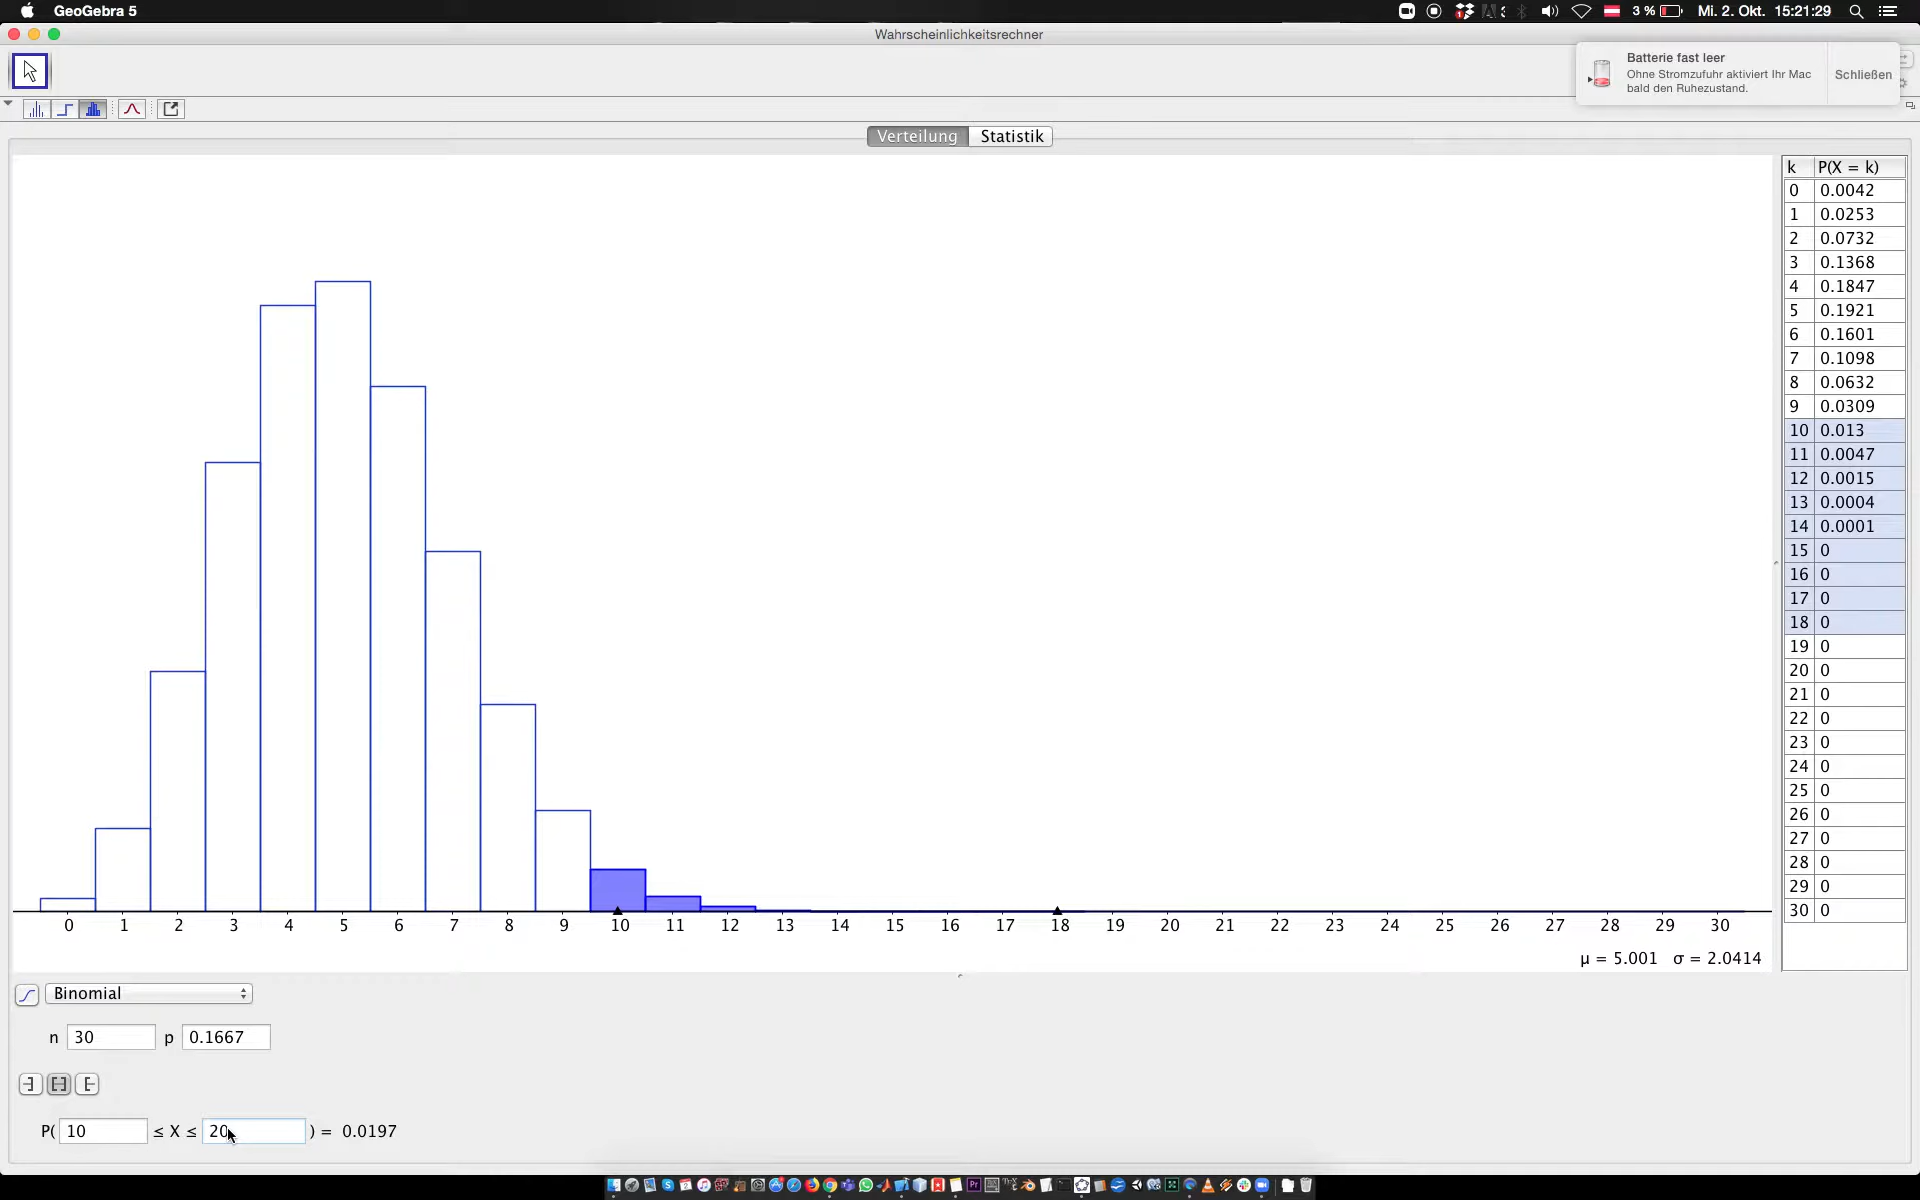 GeoGebra 5
3 %
Mi. 2. Okt. 15:21:29
Wahrscheinlichkeitsrechner
Batterie fast leer
Ohne Stromzufuhr aktiviert Ihr Mac
bald den Ruhezustand.
Schließen
Verteilung Statistik
k P(X = k)
0 0.0042
1 0.0253
2 0.0732
3 0.1368
4 0.1847
5 0.1921
6 0.1601
7 0.1098
8 0.0632
9 0.0309
10 0.013
11 0.0047
12 0.0015
13 0.0004
14 0.0001
15 0
16 0
17 0
18 0
19 0
20 0
21 0
22 0
23 0
24 0
25 0
26 0
27 0
28 0
29 0
30 0
0 1 2 3 4 5 6 7 8 9 10 11 12 13 14 15 16 17 18 19 20 21 22 23 24 25 26 27 28 29 30
μ = 5.001 σ = 2.0414
Binomial
n 30 p 0.1667
P( 10 ≤ X ≤ 20 ) = 0.0197